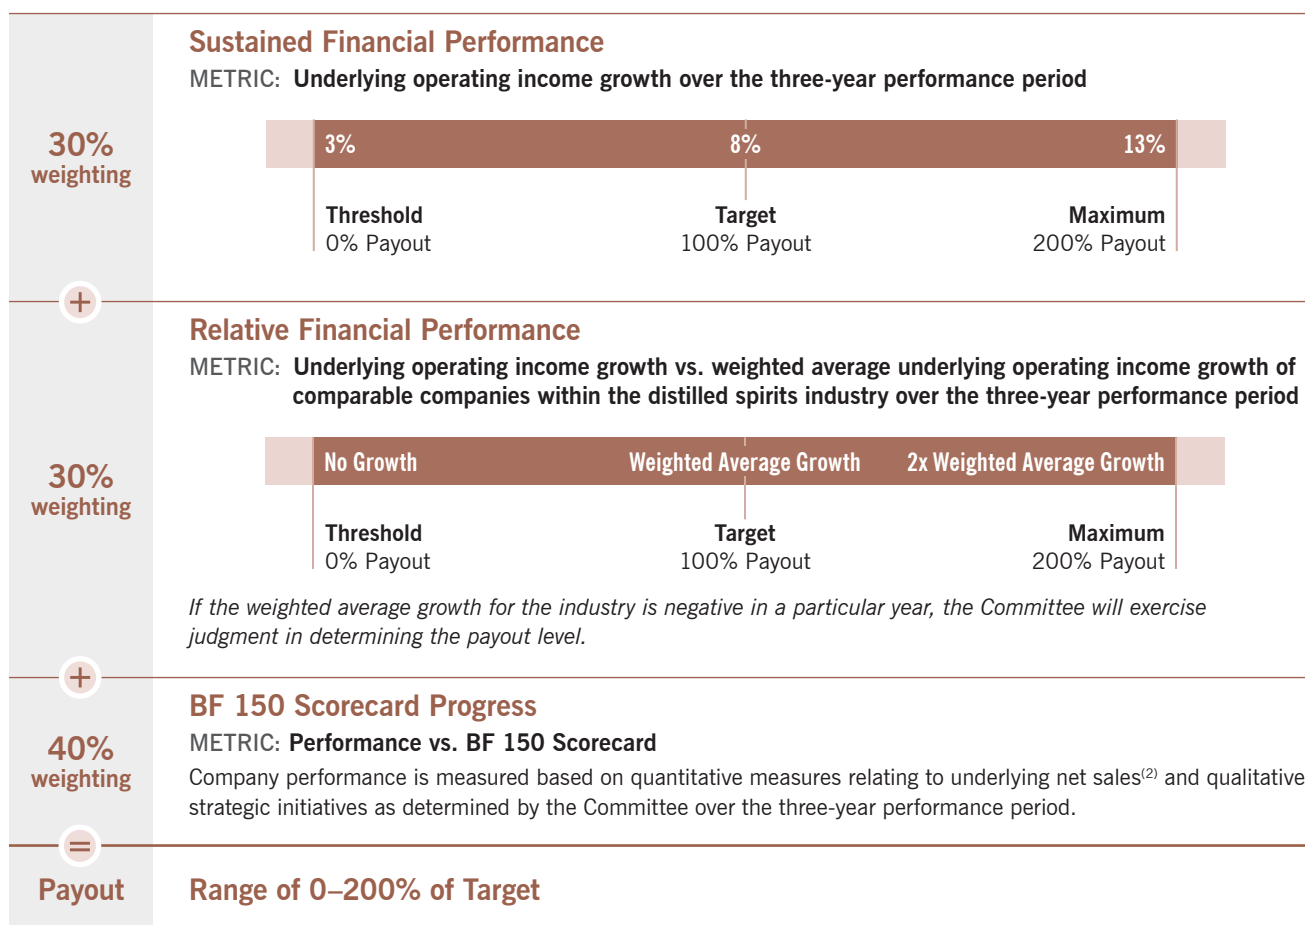 Sustained Financial Performance
METRIC: Underlying operating income growth over the three-year performance period
30%
weighting
3% 8% 13%
Threshold Target Maximum
0% Payout 100% Payout 200% Payout
+
Relative Financial Performance
METRIC: Underlying operating income growth vs. weighted average underlying operating income growth of
comparable companies within the distilled spirits industry over the three-year performance period
30%
weighting
No Growth Weighted Average Growth 2x Weighted Average Growth
Threshold Target Maximum
0% Payout 100% Payout 200% Payout
If the weighted average growth for the industry is negative in a particular year, the Committee will exercise
judgment in determining the payout level.
+
BF 150 Scorecard Progress
40%
weighting
METRIC: Performance vs. BF 150 Scorecard
Company performance is measured based on quantitative measures relating to underlying net sales(2) and qualitative
strategic initiatives as determined by the Committee over the three-year performance period.
=
Payout Range of 0–200% of Target